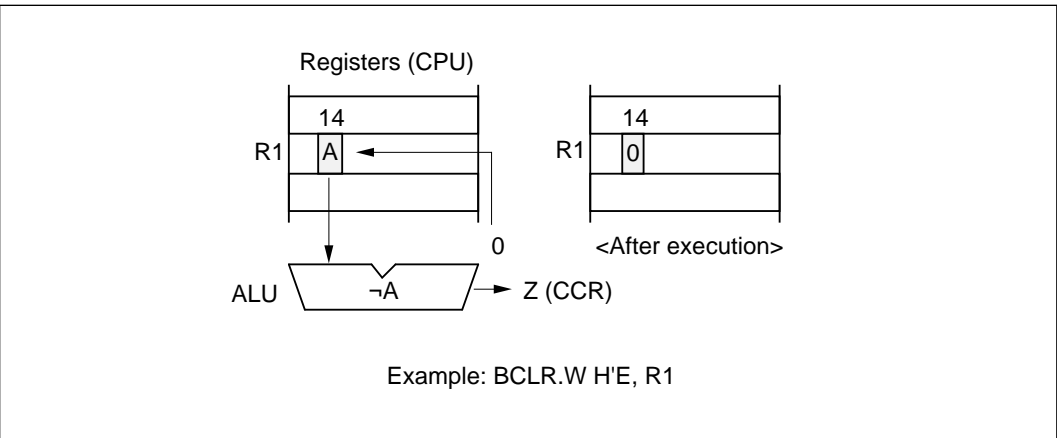 Registers (CPU)
14 14
R1 A R1 0
0 <After execution>
ALU ¬A Z (CCR)
Example: BCLR.W H'E, R1